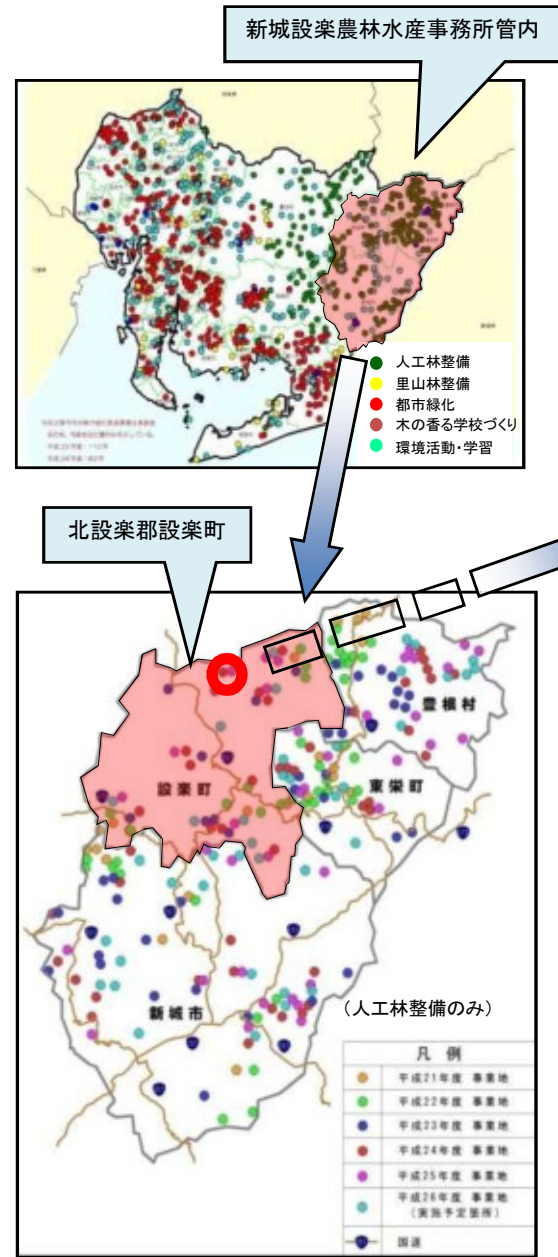 新城設楽農林水産事務所管内
人工林整備
里山林整備
都市緑化
木の香る学校づくり
環境活動・学習
北設楽郡設楽町
豊根村
東栄町
設楽町
新城市
(人工林整備のみ)
凡例
平成21年度 事業地
平成22年度 事業地
平成23年度 事業地
平成24年度 事業地
平成25年度 事業地
平成26年度 事業地
(実施予定箇所)
国道